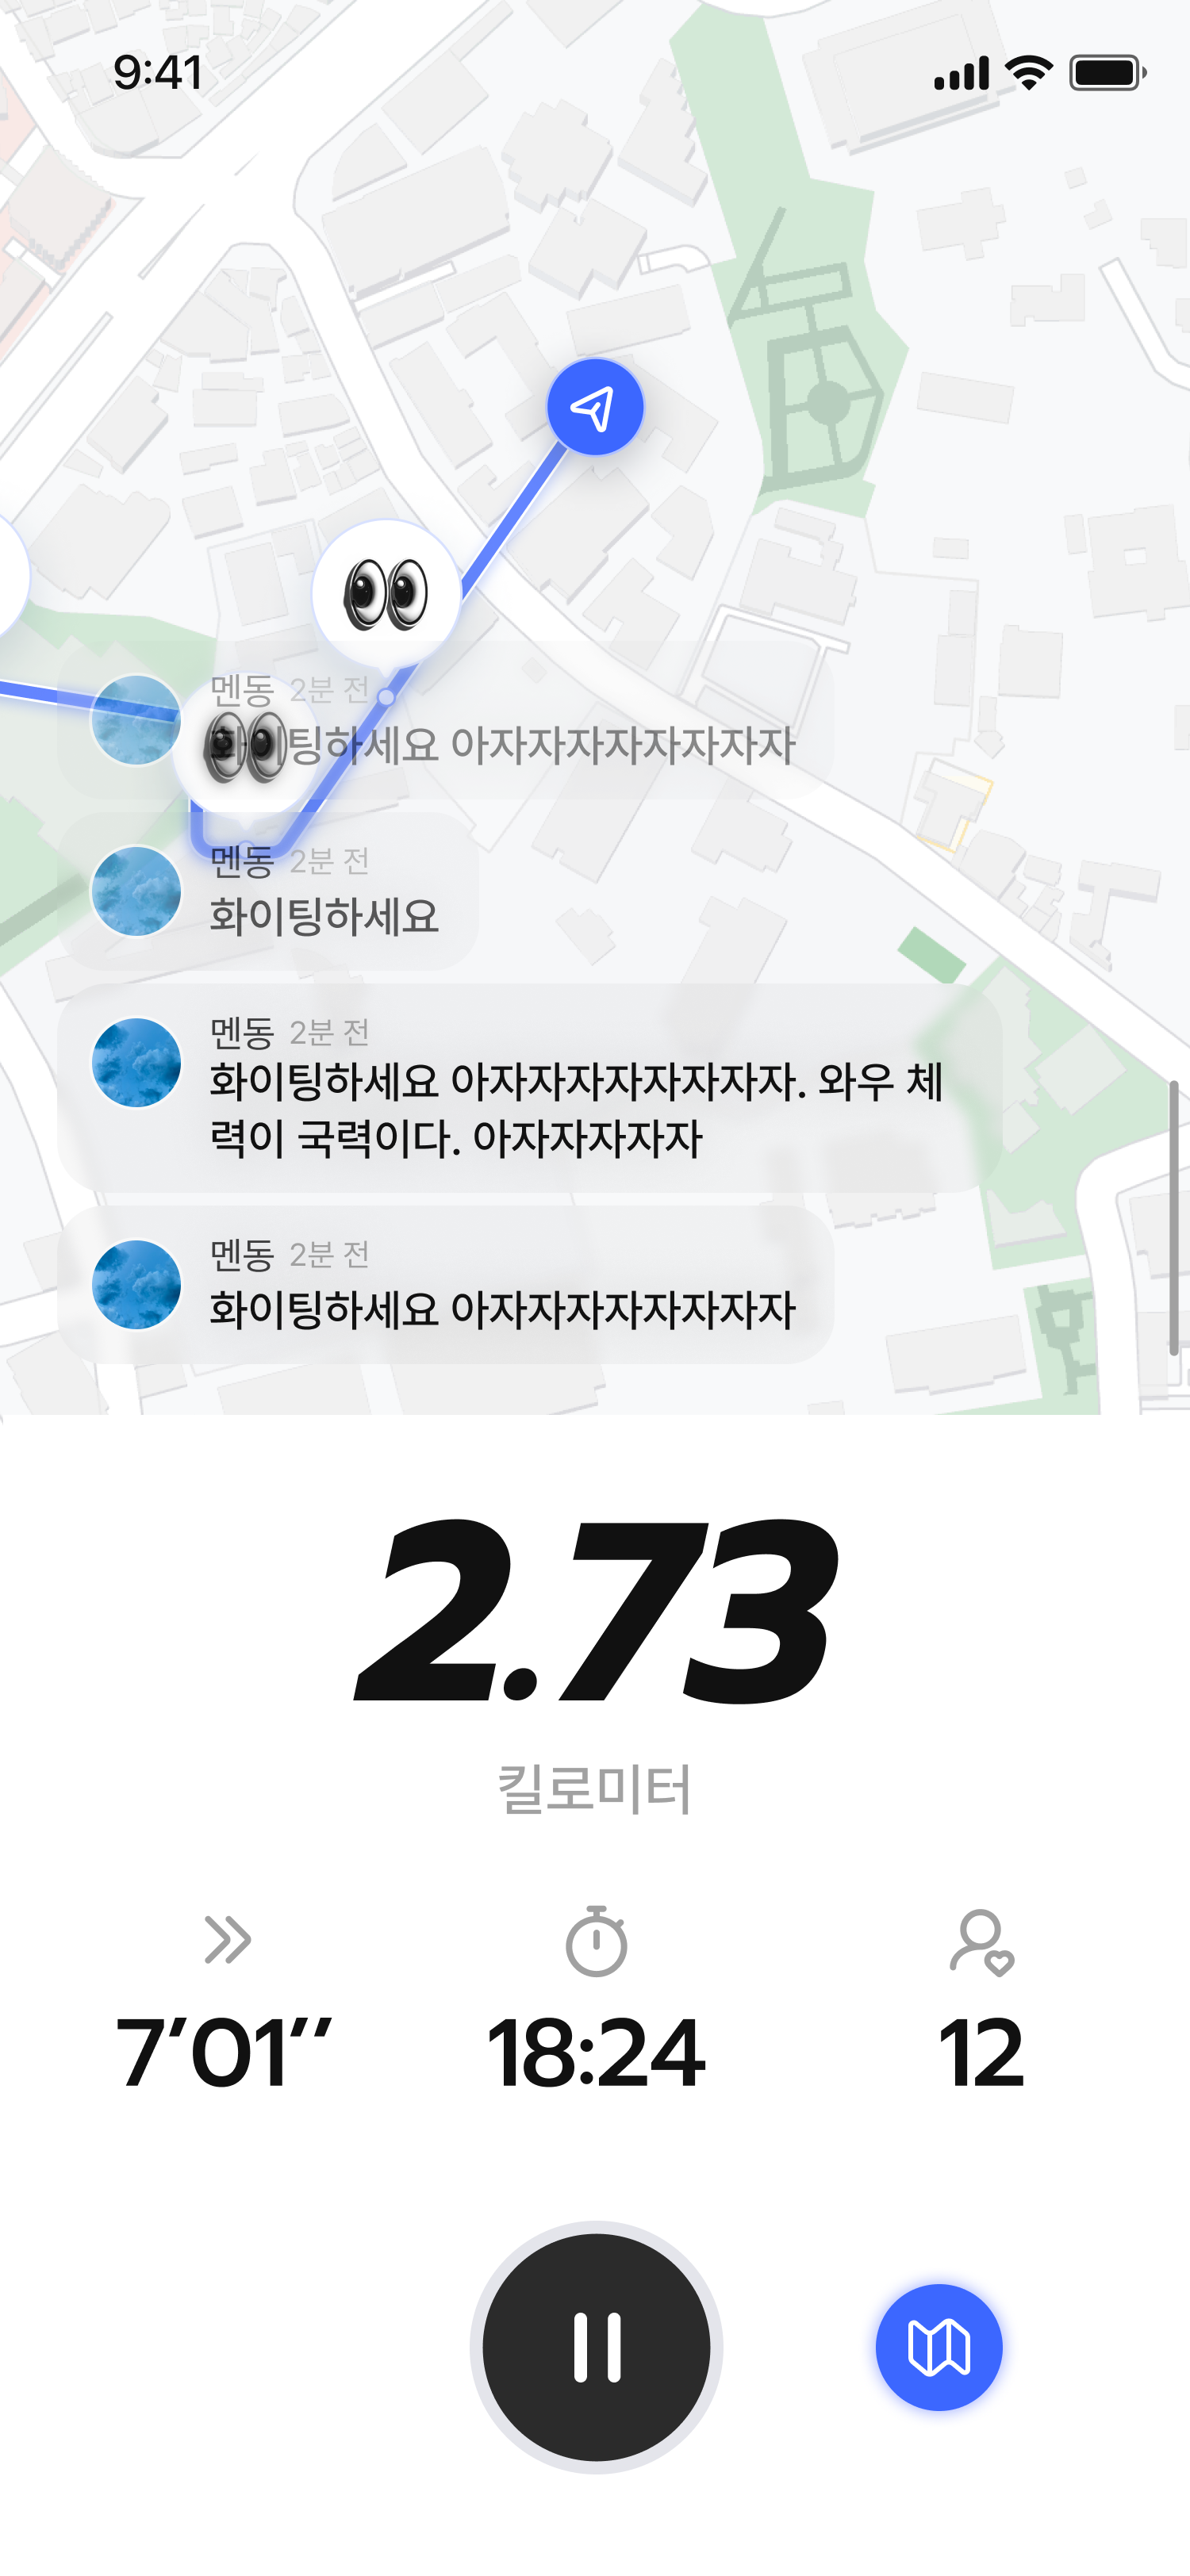 9:41
멘동 2분 전
화이팅하세요 아자자자자자자자자
멘동 2분 전
화이팅하세요
멘동 2분 전
화이팅하세요 아자자자자자자자자. 와우 체
력이 국력이다. 아자자자자자
멘동 2분 전
화이팅하세요 아자자자자자자자자
2.73
킬로미터
7’01’’
18:24
12